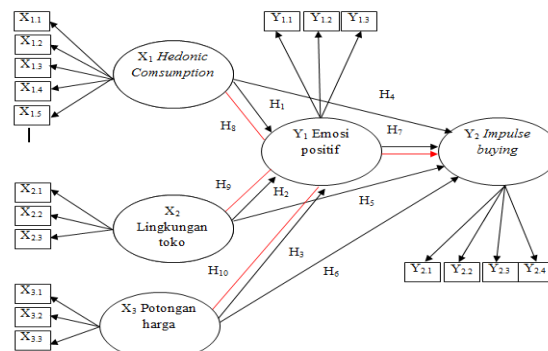 X1.1
X1.2
X1.3
X1.4
X1.5
X1 Hedonic
Comsumption
Y1.1
Y1.2
Y1.3
H1
H8
H4
Y1 Emosi
positif
H7
Y2 Impulse
buying
X2.1
X2.2
X2.3
X2
Lingkungan
toko
H9
H2
H5
H10
H3
H6
X3.1
X3.2
X3.3
X3 Potongan
harga
Y2.1
Y2.2
Y2.3
Y2.4